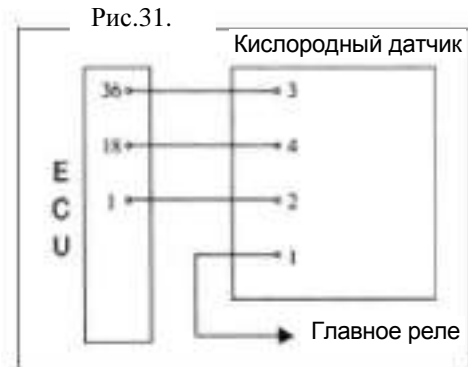 Рис.31.
Кислородный датчик
36 3
18 4
E
C
U
1 2
1
Главное реле